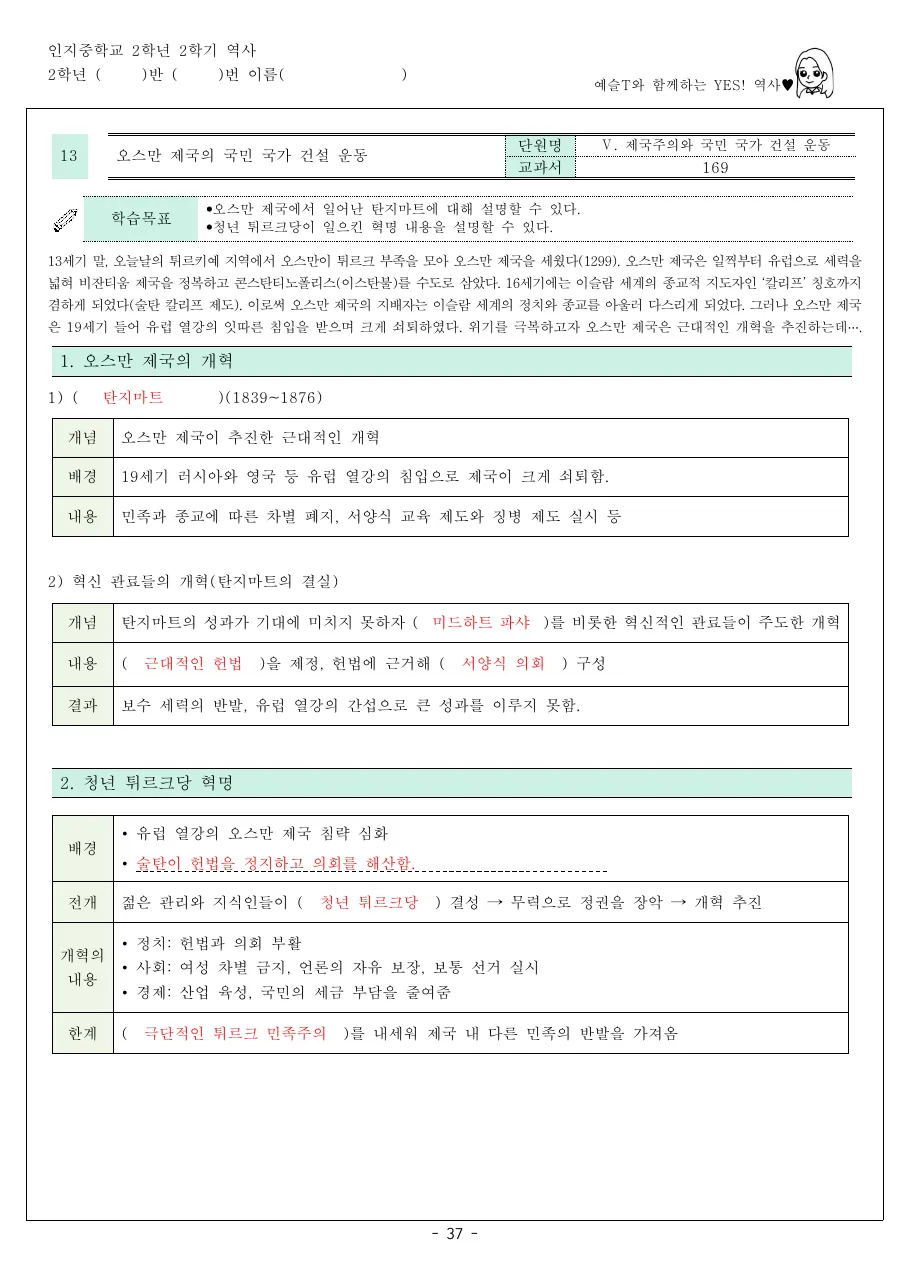 인지중학교 2학년 2학기 역사
2학년 (     )반 (     )번 이름(               )
예슬T와 함께하는 YES! 역사♥
13
오스만 제국의 국민 국가 건설 운동
단원명
Ⅴ. 제국주의와 국민 국가 건설 운동
교과서
169
학습목표
•오스만 제국에서 일어난 탄지마트에 대해 설명할 수 있다.
•청년 튀르크당이 일으킨 혁명 내용을 설명할 수 있다.
13세기 말, 오늘날의 튀르키예 지역에서 오스만이 튀르크 부족을 모아 오스만 제국을 세웠다(1299). 오스만 제국은 일찍부터 유럽으로 세력을
넓혀 비잔티움 제국을 정복하고 콘스탄티노폴리스(이스탄불)를 수도로 삼았다. 16세기에는 이슬람 세계의 종교적 지도자인 ‘칼리프’ 칭호까지
겸하게 되었다(술탄 칼리프 제도). 이로써 오스만 제국의 지배자는 이슬람 세계의 정치와 종교를 아울러 다스리게 되었다. 그러나 오스만 제국
은 19세기 들어 유럽 열강의 잇따른 침입을 받으며 크게 쇠퇴하였다. 위기를 극복하고자 오스만 제국은 근대적인 개혁을 추진하는데….
1. 오스만 제국의 개혁
1) (   탄지마트       )(1839~1876)
개념
오스만 제국이 추진한 근대적인 개혁
배경
19세기 러시아와 영국 등 유럽 열강의 침입으로 제국이 크게 쇠퇴함.
내용
민족과 종교에 따른 차별 폐지, 서양식 교육 제도와 징병 제도 실시 등
2) 혁신 관료들의 개혁(탄지마트의 결실)
개념
탄지마트의 성과가 기대에 미치지 못하자 (  미드하트 파샤  )를 비롯한 혁신적인 관료들이 주도한 개혁
내용
(  근대적인 헌법  )을 제정, 헌법에 근거해 (  서양식 의회  ) 구성
결과
보수 세력의 반발, 유럽 열강의 간섭으로 큰 성과를 이루지 못함.
2. 청년 튀르크당 혁명
배경
• 유럽 열강의 오스만 제국 침략 심화
• 술탄이 헌법을 정지하고 의회를 해산함.
전개
젊은 관리와 지식인들이 (  청년 튀르크당  ) 결성 → 무력으로 정권을 장악 → 개혁 추진
개혁의
내용
• 정치: 헌법과 의회 부활
• 사회: 여성 차별 금지, 언론의 자유 보장, 보통 선거 실시
• 경제: 산업 육성, 국민의 세금 부담을 줄여줌
한계
(  극단적인 튀르크 민족주의  )를 내세워 제국 내 다른 민족의 반발을 가져옴
- 37 -